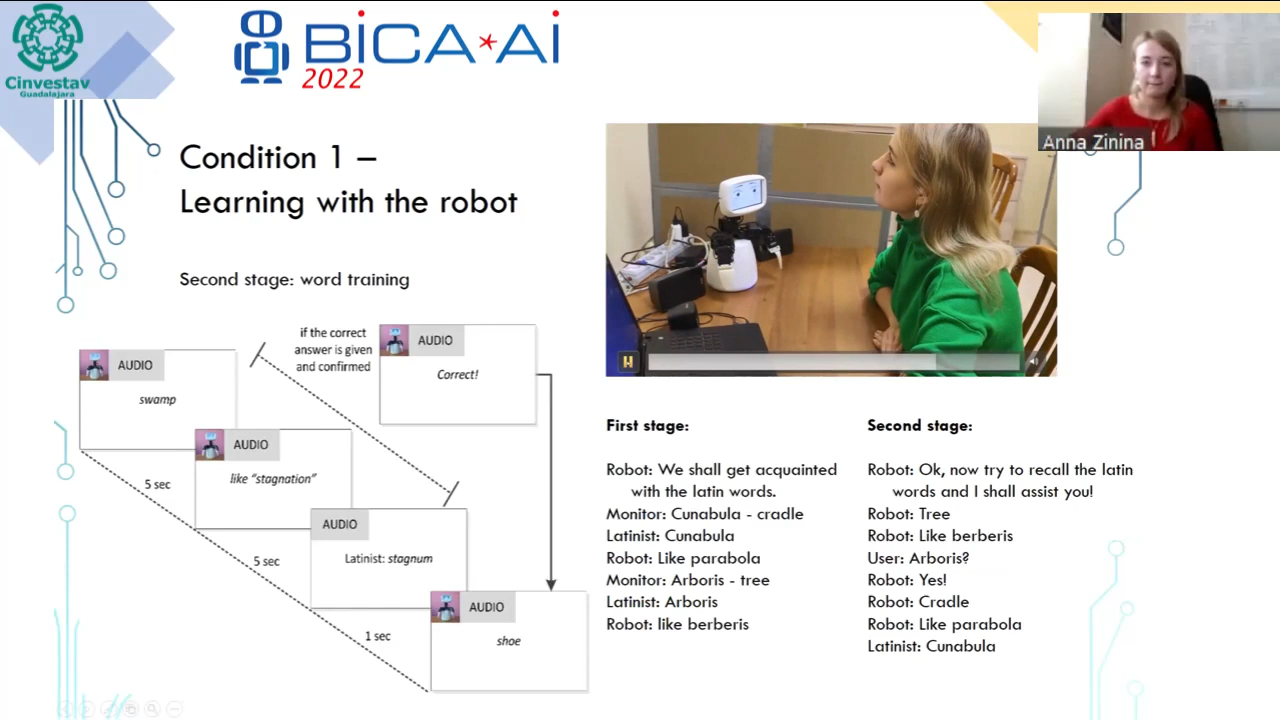 Cinvestav
Guadalajara
BiCA*Ai
2022
Anna Zinina
Condition 1 –
Learning with the robot
Second stage: word training
if the correct
answer is given
and confirmed
AUDIO
Correct!
AUDIO
swamp
AUDIO
like “stagnation”
5 sec
AUDIO
Latinist: stagnum
5 sec
AUDIO
shoe
1 sec
H
First stage:
Robot: We shall get acquainted
with the latin words.
Monitor: Cunabula - cradle
Latinist: Cunabula
Robot: Like parabola
Monitor: Arboris - tree
Latinist: Arboris
Robot: like berberis
Second stage:
Robot: Ok, now try to recall the latin
words and I shall assist you!
Robot: Tree
Robot: Like berberis
User: Arboris?
Robot: Yes!
Robot: Cradle
Robot: Like parabola
Latinist: Cunabula